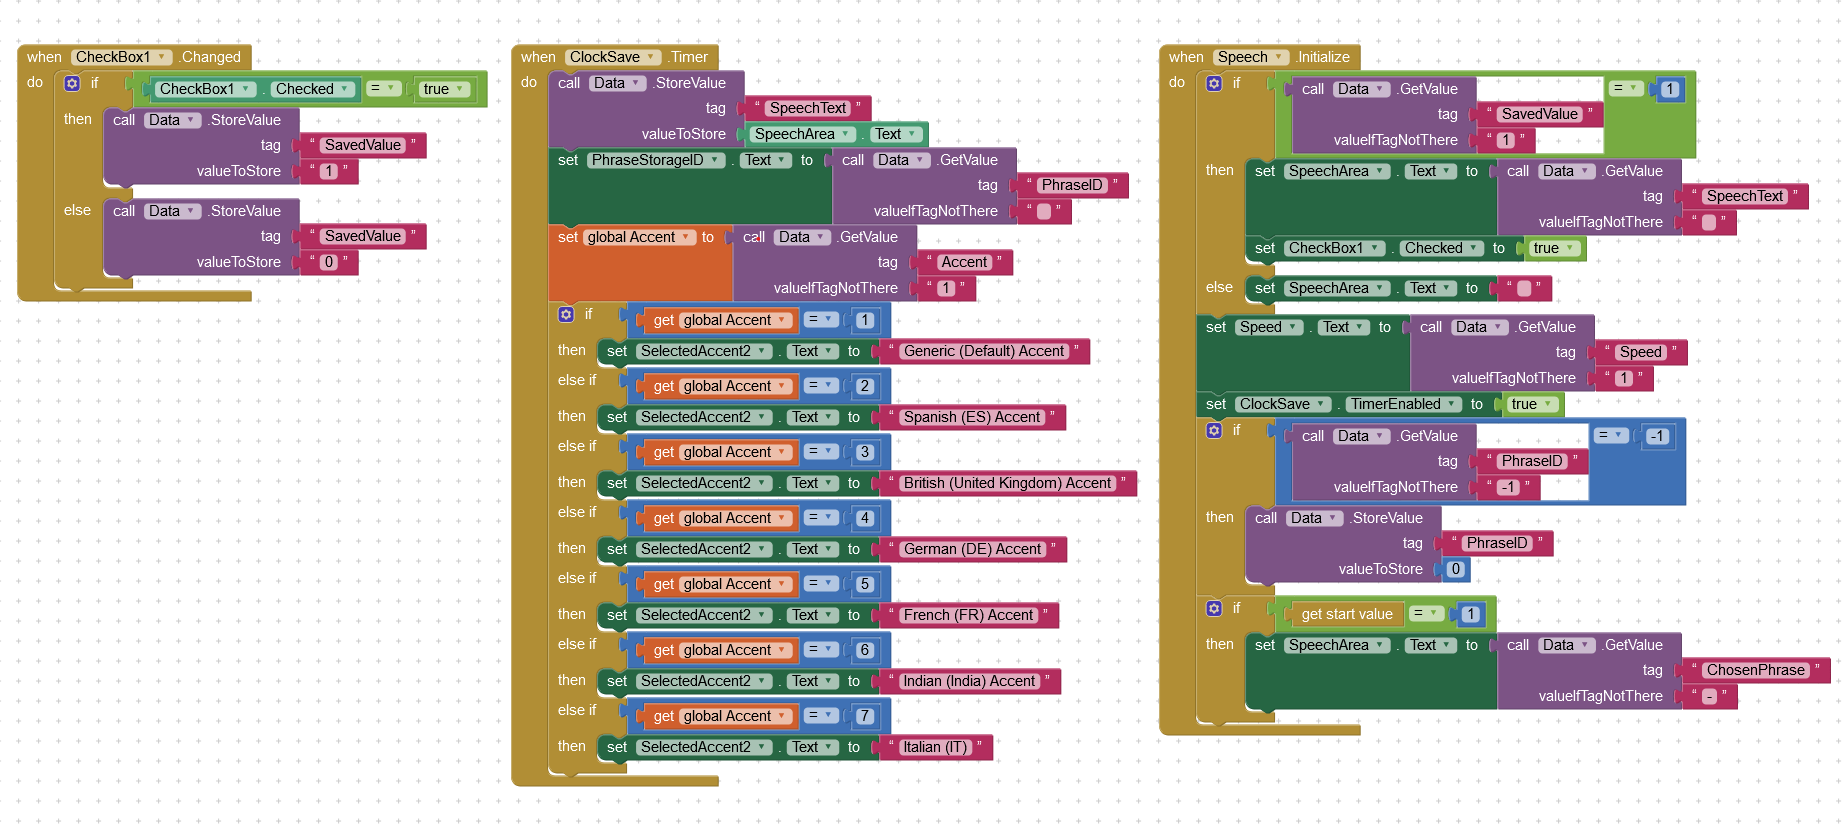 when CheckBox1 .Changed
do if CheckBox1 . Checked = true
then call Data .StoreValue
tag " SavedValue "
valueToStore " 1 "
else call Data .StoreValue
tag " SavedValue "
valueToStore " 0 "
when ClockSave .Timer
do call Data .StoreValue
tag " SpeechText "
valueToStore SpeechArea . Text
set PhraseStorageID . Text to call Data .GetValue
tag " PhraseID "
valueIfTagNotThere " "
set global Accent to call Data .GetValue
tag " Accent "
valueIfTagNotThere " 1 "
if get global Accent = 1
then set SelectedAccent2 . Text to " Generic (Default) Accent "
else if get global Accent = 2
then set SelectedAccent2 . Text to " Spanish (ES) Accent "
else if get global Accent = 3
then set SelectedAccent2 . Text to " British (United Kingdom) Accent "
else if get global Accent = 4
then set SelectedAccent2 . Text to " German (DE) Accent "
else if get global Accent = 5
then set SelectedAccent2 . Text to " French (FR) Accent "
else if get global Accent = 6
then set SelectedAccent2 . Text to " Indian (India) Accent "
else if get global Accent = 7
then set SelectedAccent2 . Text to " Italian (IT) "
when Speech .Initialize
do if call Data .GetValue = 1
tag " SavedValue "
valueIfTagNotThere " 1 "
then set SpeechArea . Text to call Data .GetValue
tag " SpeechText "
valueIfTagNotThere " "
set CheckBox1 . Checked to true
else set SpeechArea . Text to " "
set Speed . Text to call Data .GetValue
tag " Speed "
valueIfTagNotThere " 1 "
set ClockSave . TimerEnabled to true
if call Data .GetValue = -1
tag " PhraseID "
valueIfTagNotThere " -1 "
then call Data .StoreValue
tag " PhraseID "
valueToStore 0
if get start value = 1
then set SpeechArea . Text to call Data .GetValue
tag " ChosenPhrase "
valueIfTagNotThere " - "